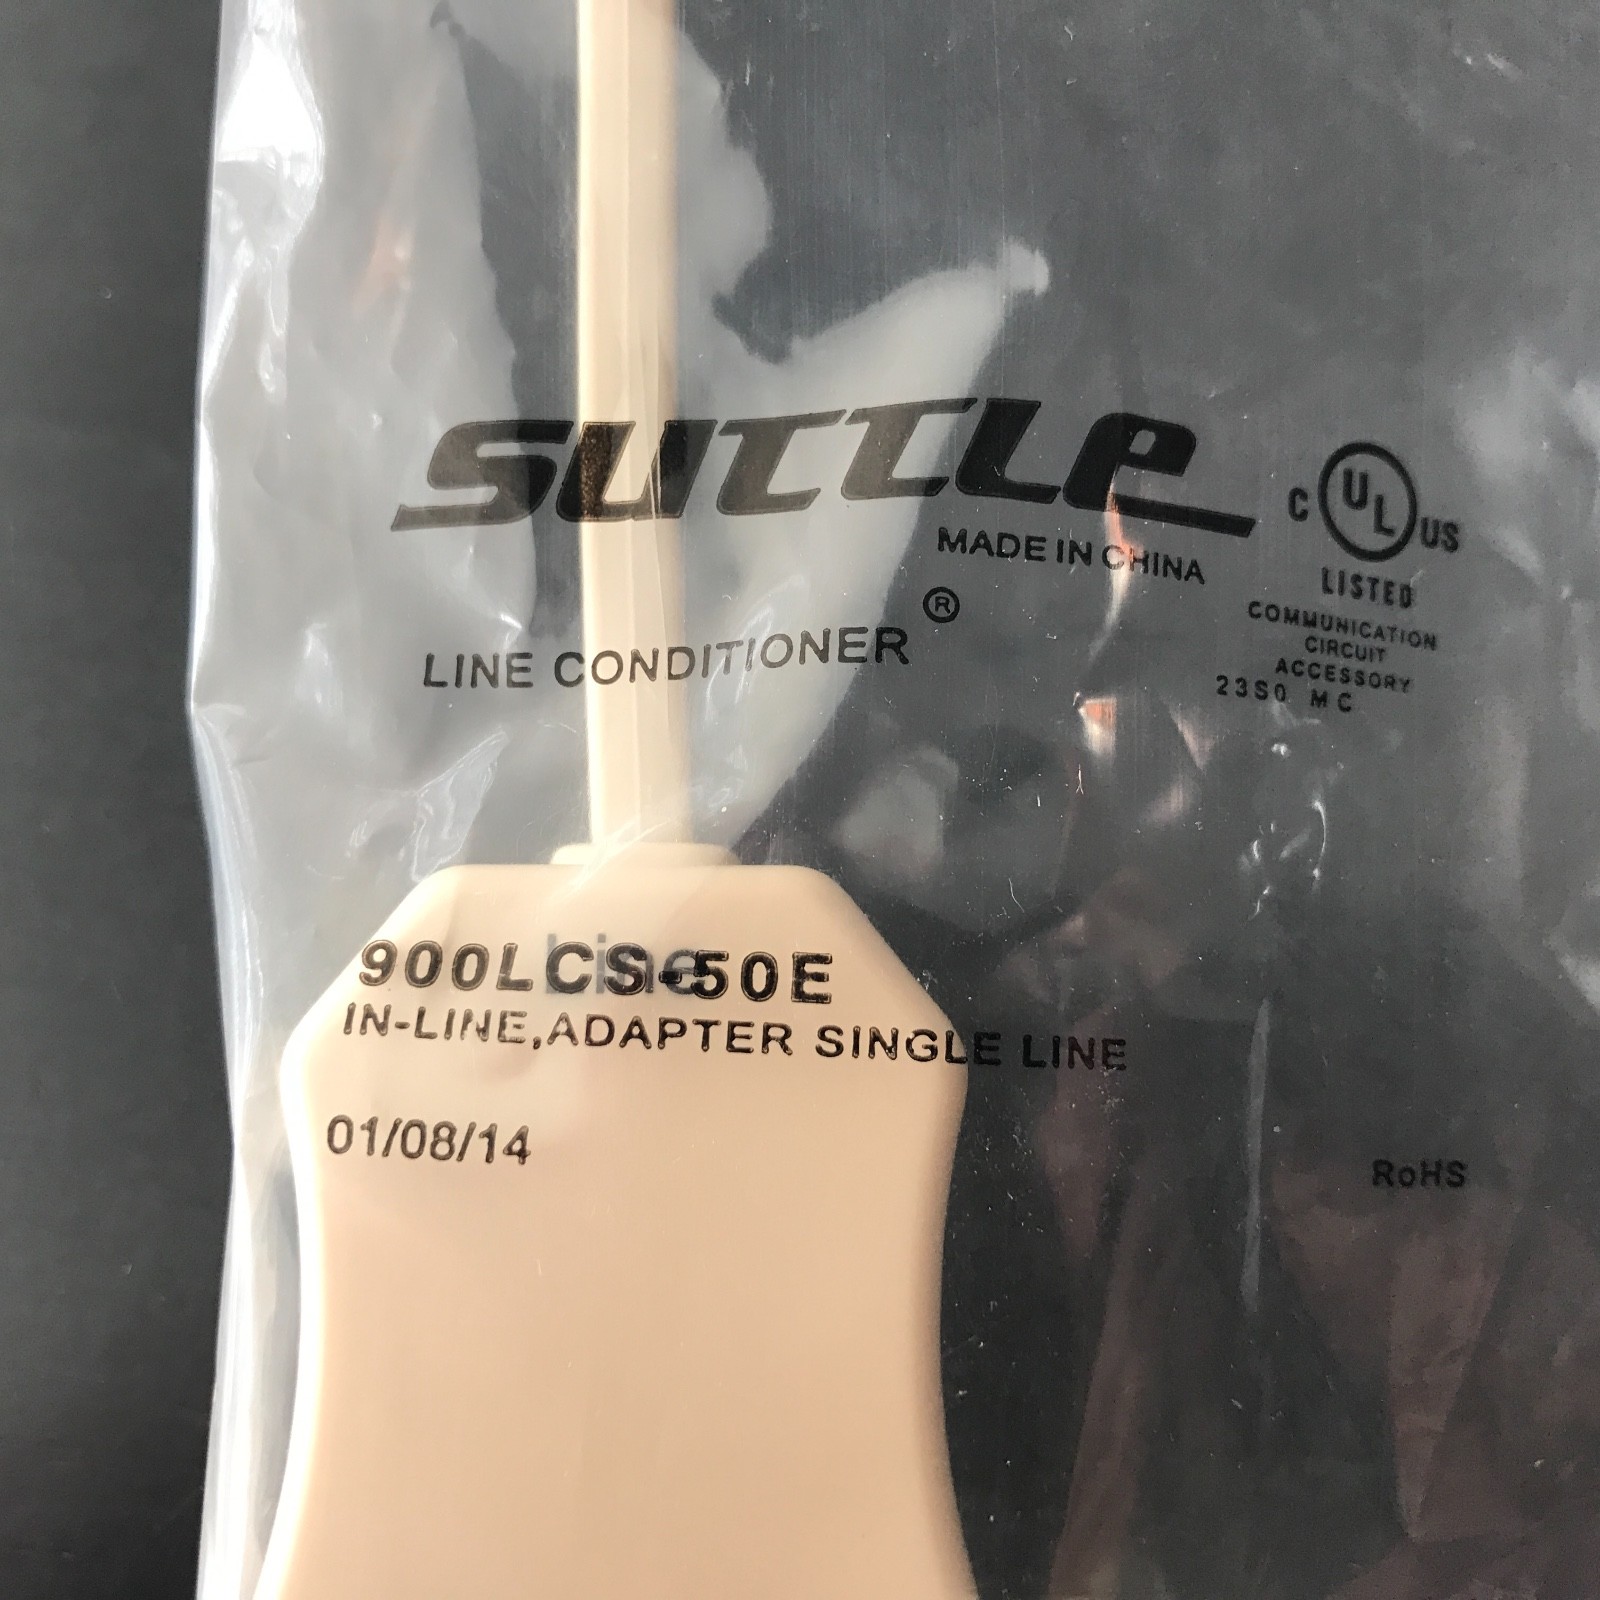 SUTTLE
C UL US
LISTED
MADE IN CHINA
COMMUNICATION
CIRCUIT
ACCESSORY
23S0 MC
LINE CONDITIONER ®
900LCS-50E
Line
IN-LINE,ADAPTER SINGLE LINE
01/08/14
RoHS